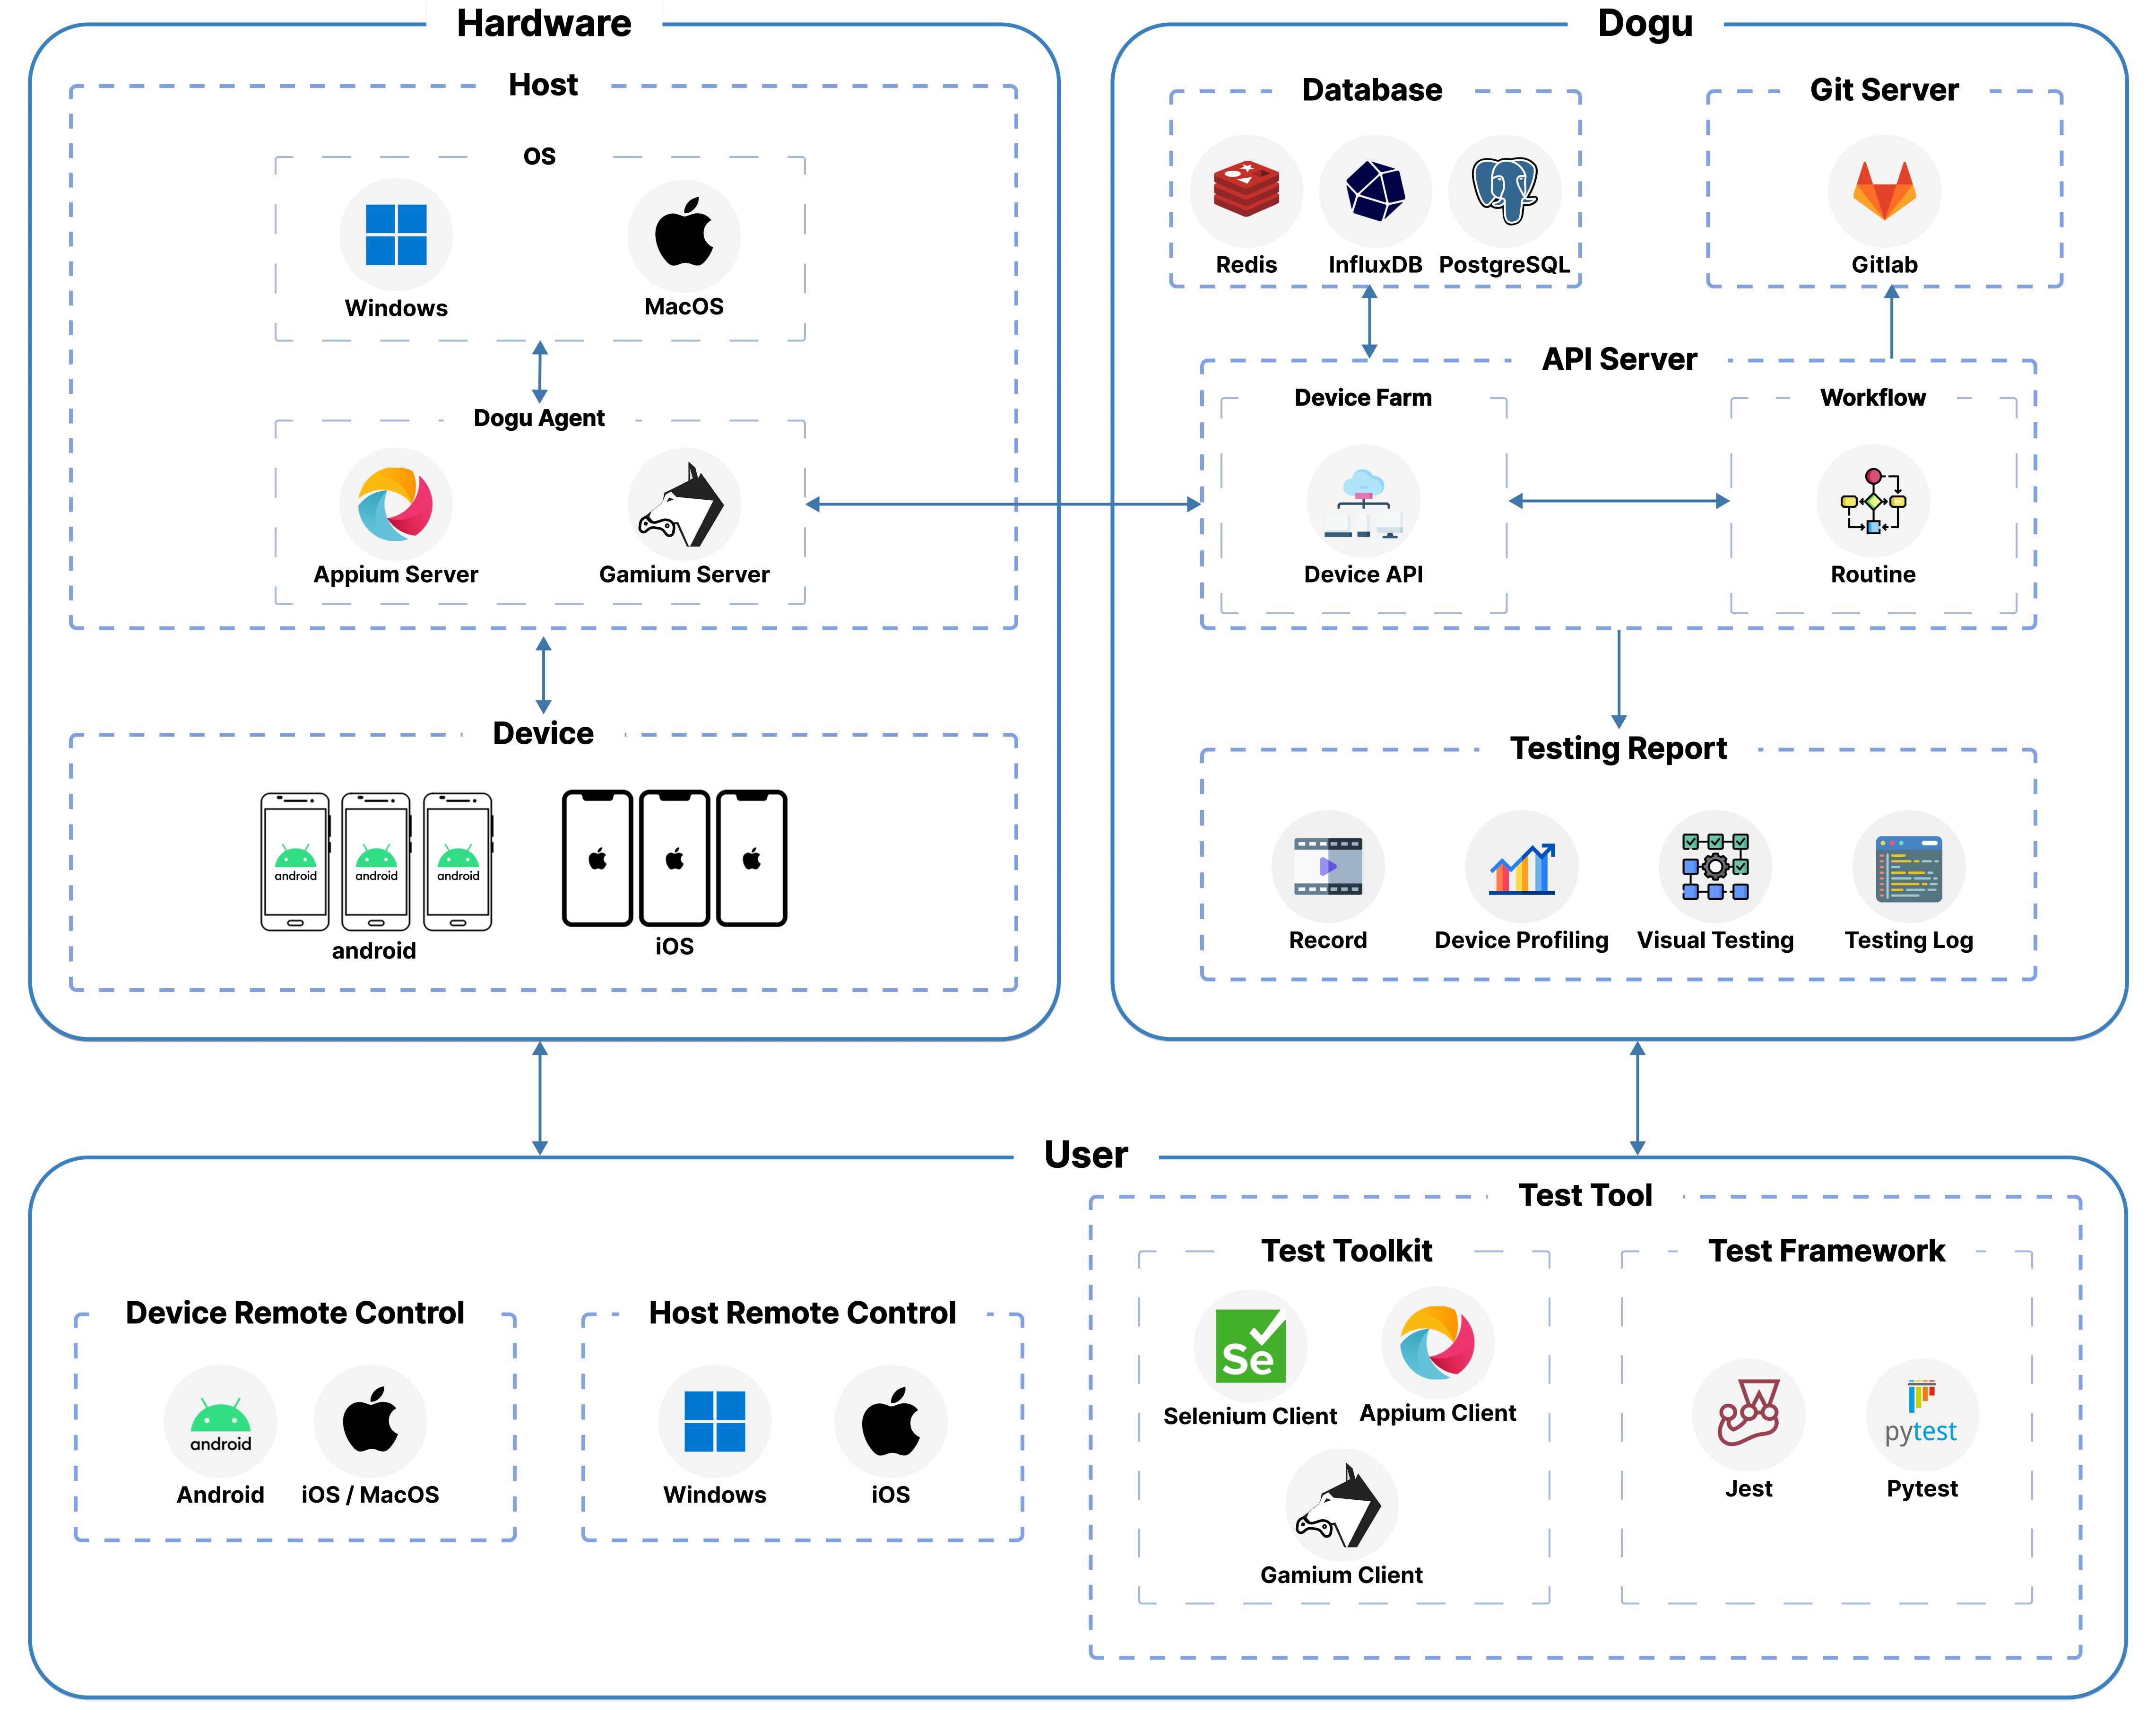 Hardware
Host
OS
Windows
MacOS
Dogu Agent
Appium Server
Gamium Server
Device
android
android
android
android
iOS
Dogu
Database
Redis
InfluxDB
PostgreSQL
Git Server
Gitlab
API Server
Device Farm
Device API
Workflow
Routine
Testing Report
Record
Device Profiling
Visual Testing
Testing Log
User
Device Remote Control
android
Android
iOS / MacOS
Host Remote Control
Windows
iOS
Test Tool
Test Toolkit
Se
Selenium Client
Appium Client
Gamium Client
Test Framework
Jest
pytest
Pytest